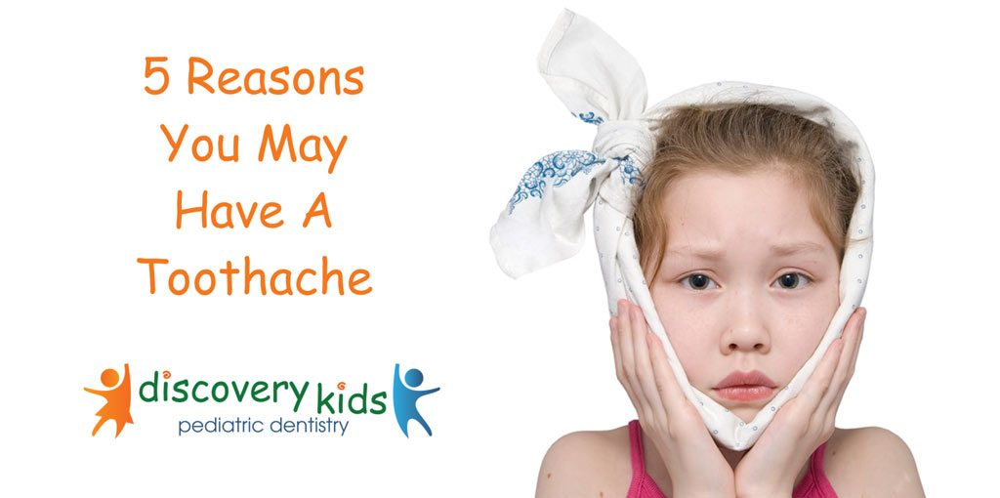 5 Reasons
You May
Have A
Toothache
discovery kids
pediatric dentistry